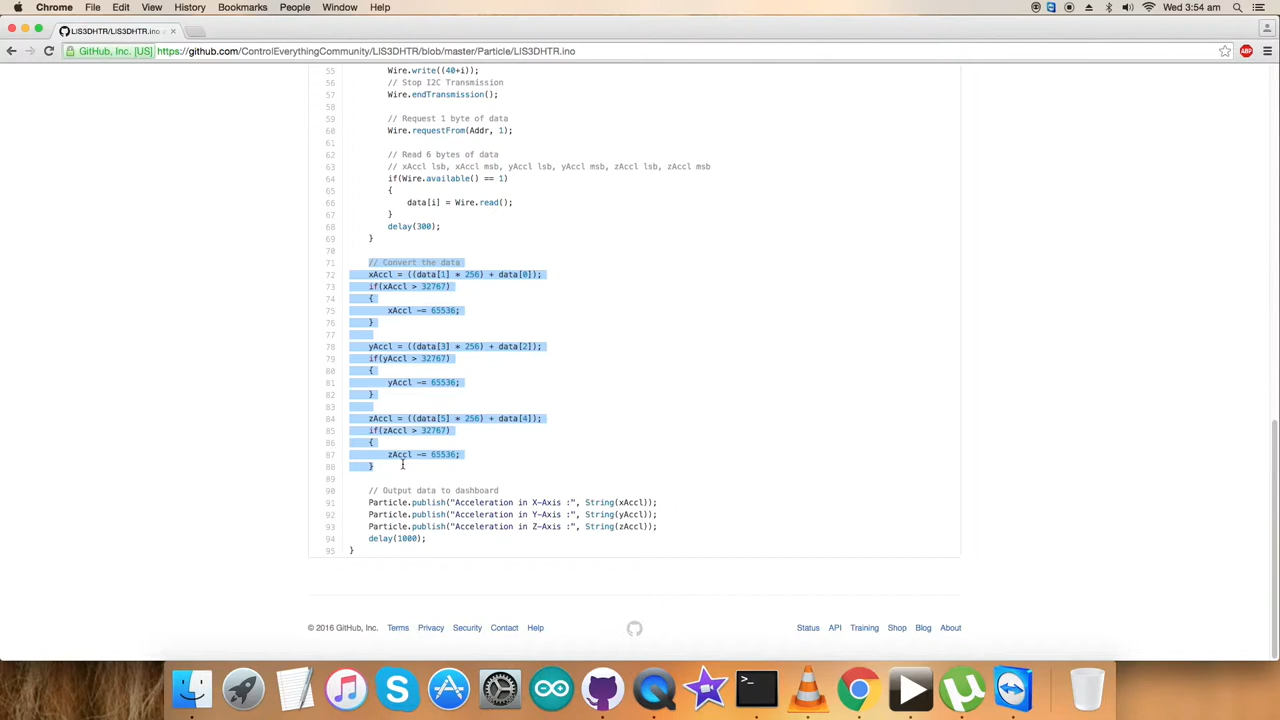 Chrome File Edit View History Bookmarks People Window Help Wed 3:54 am
LIS3DHTR/LIS3DHTR.ino
GitHub, Inc. [US] https://github.com/ControlEverythingCommunity/LIS3DHTR/blob/master/Particle/LIS3DHTR.ino ABP
55 Wire.write((40+i));
56 // Stop I2C Transmission
57 Wire.endTransmission();
58
59 // Request 1 byte of data
60 Wire.requestFrom(Addr, 1);
61
62 // Read 6 bytes of data
63 // xAccl lsb, xAccl msb, yAccl lsb, yAccl msb, zAccl lsb, zAccl msb
64 if(Wire.available() == 1)
65 {
66 data[i] = Wire.read();
67 }
68 delay(300);
69 }
70
71 // Convert the data
72 xAccl = ((data[1] * 256) + data[0]);
73 if(xAccl > 32767)
74 {
75 xAccl -= 65536;
76 }
77
78 yAccl = ((data[3] * 256) + data[2]);
79 if(yAccl > 32767)
80 {
81 yAccl -= 65536;
82 }
83
84 zAccl = ((data[5] * 256) + data[4]);
85 if(zAccl > 32767)
86 {
87 zAccl -= 65536;
88 }
89
90 // Output data to dashboard
91 Particle.publish("Acceleration in X-Axis :", String(xAccl));
92 Particle.publish("Acceleration in Y-Axis :", String(yAccl));
93 Particle.publish("Acceleration in Z-Axis :", String(zAccl));
94 delay(1000);
95 }
© 2016 GitHub, Inc. Terms Privacy Security Contact Help Status API Training Shop Blog About